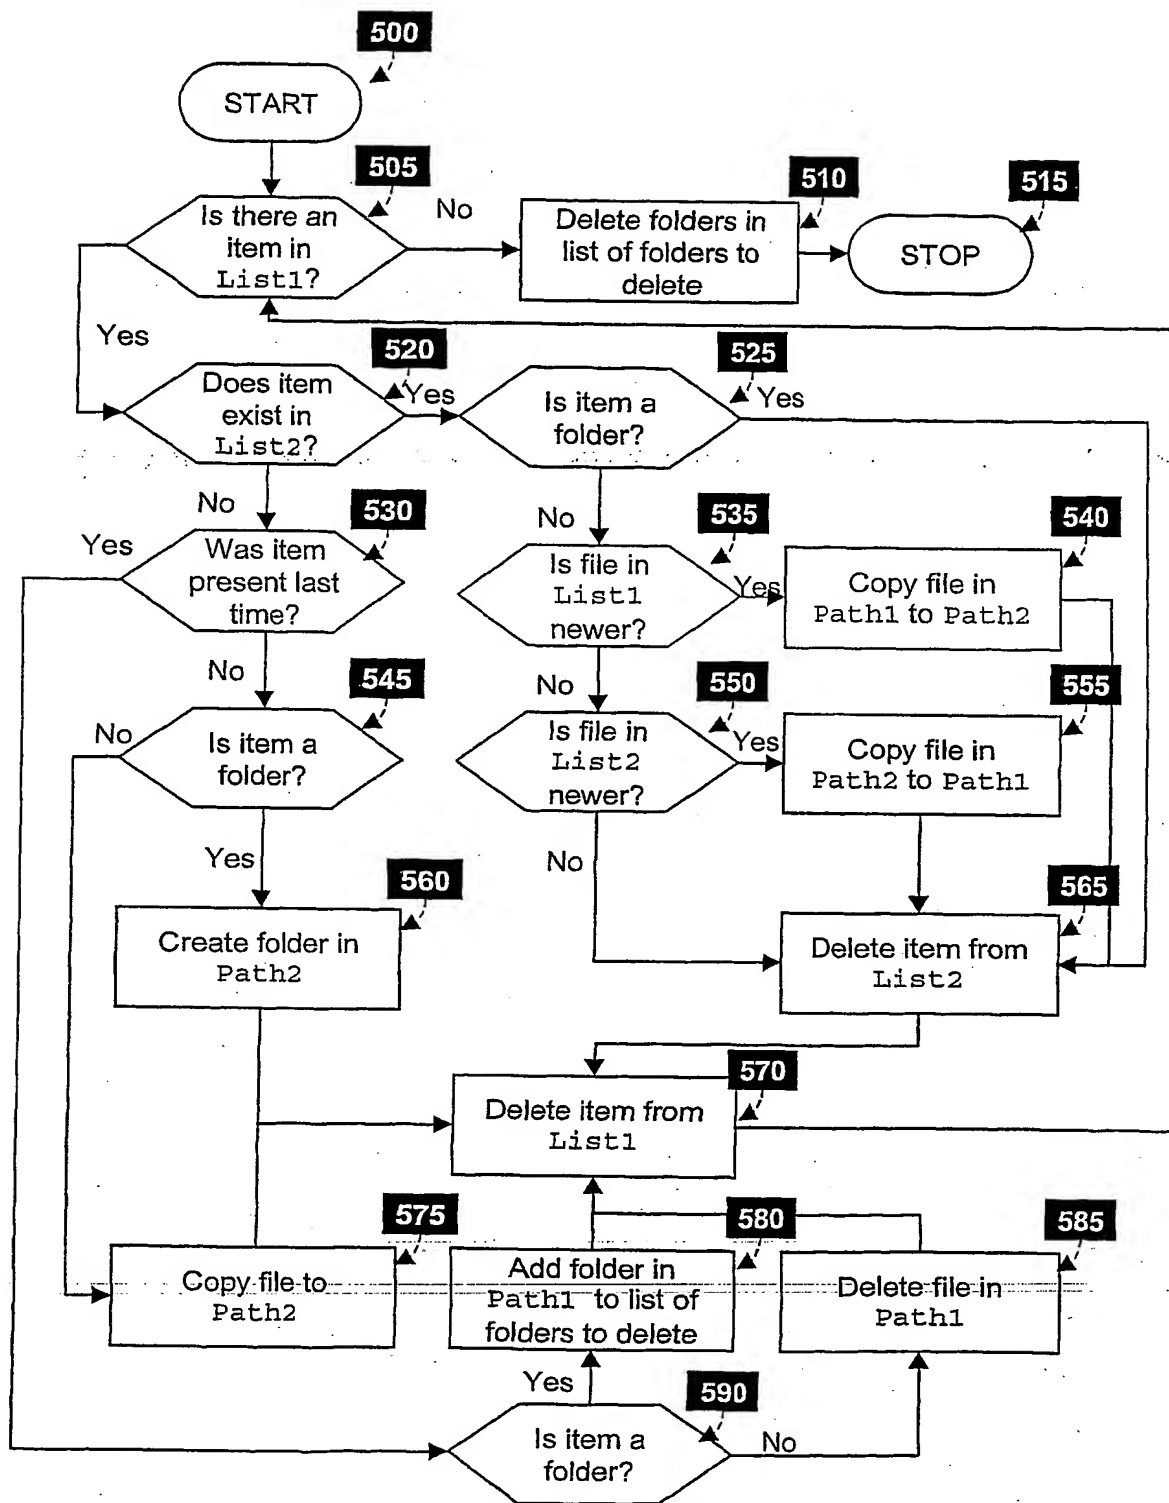 500
START
505
Is there an
item in
List1?
No
510
Delete folders in
list of folders to
delete
515
STOP
Yes
520
Does item
exist in
List2?
Yes
525
Is item a
folder?
Yes
No
530
Was item
present last
time?
Yes
No
535
Is file in
List1
newer?
Yes
540
Copy file in
Path1 to Path2
No
545
Is item a
folder?
No
No
550
Is file in
List2
newer?
Yes
555
Copy file in
Path2 to Path1
Yes
No
560
Create folder in
Path2
565
Delete item from
List2
570
Delete item from
List1
575
Copy file to
Path2
580
Add folder in
Path1 to list of
folders to delete
585
Delete file in
Path1
Yes
590
Is item a
folder?
No